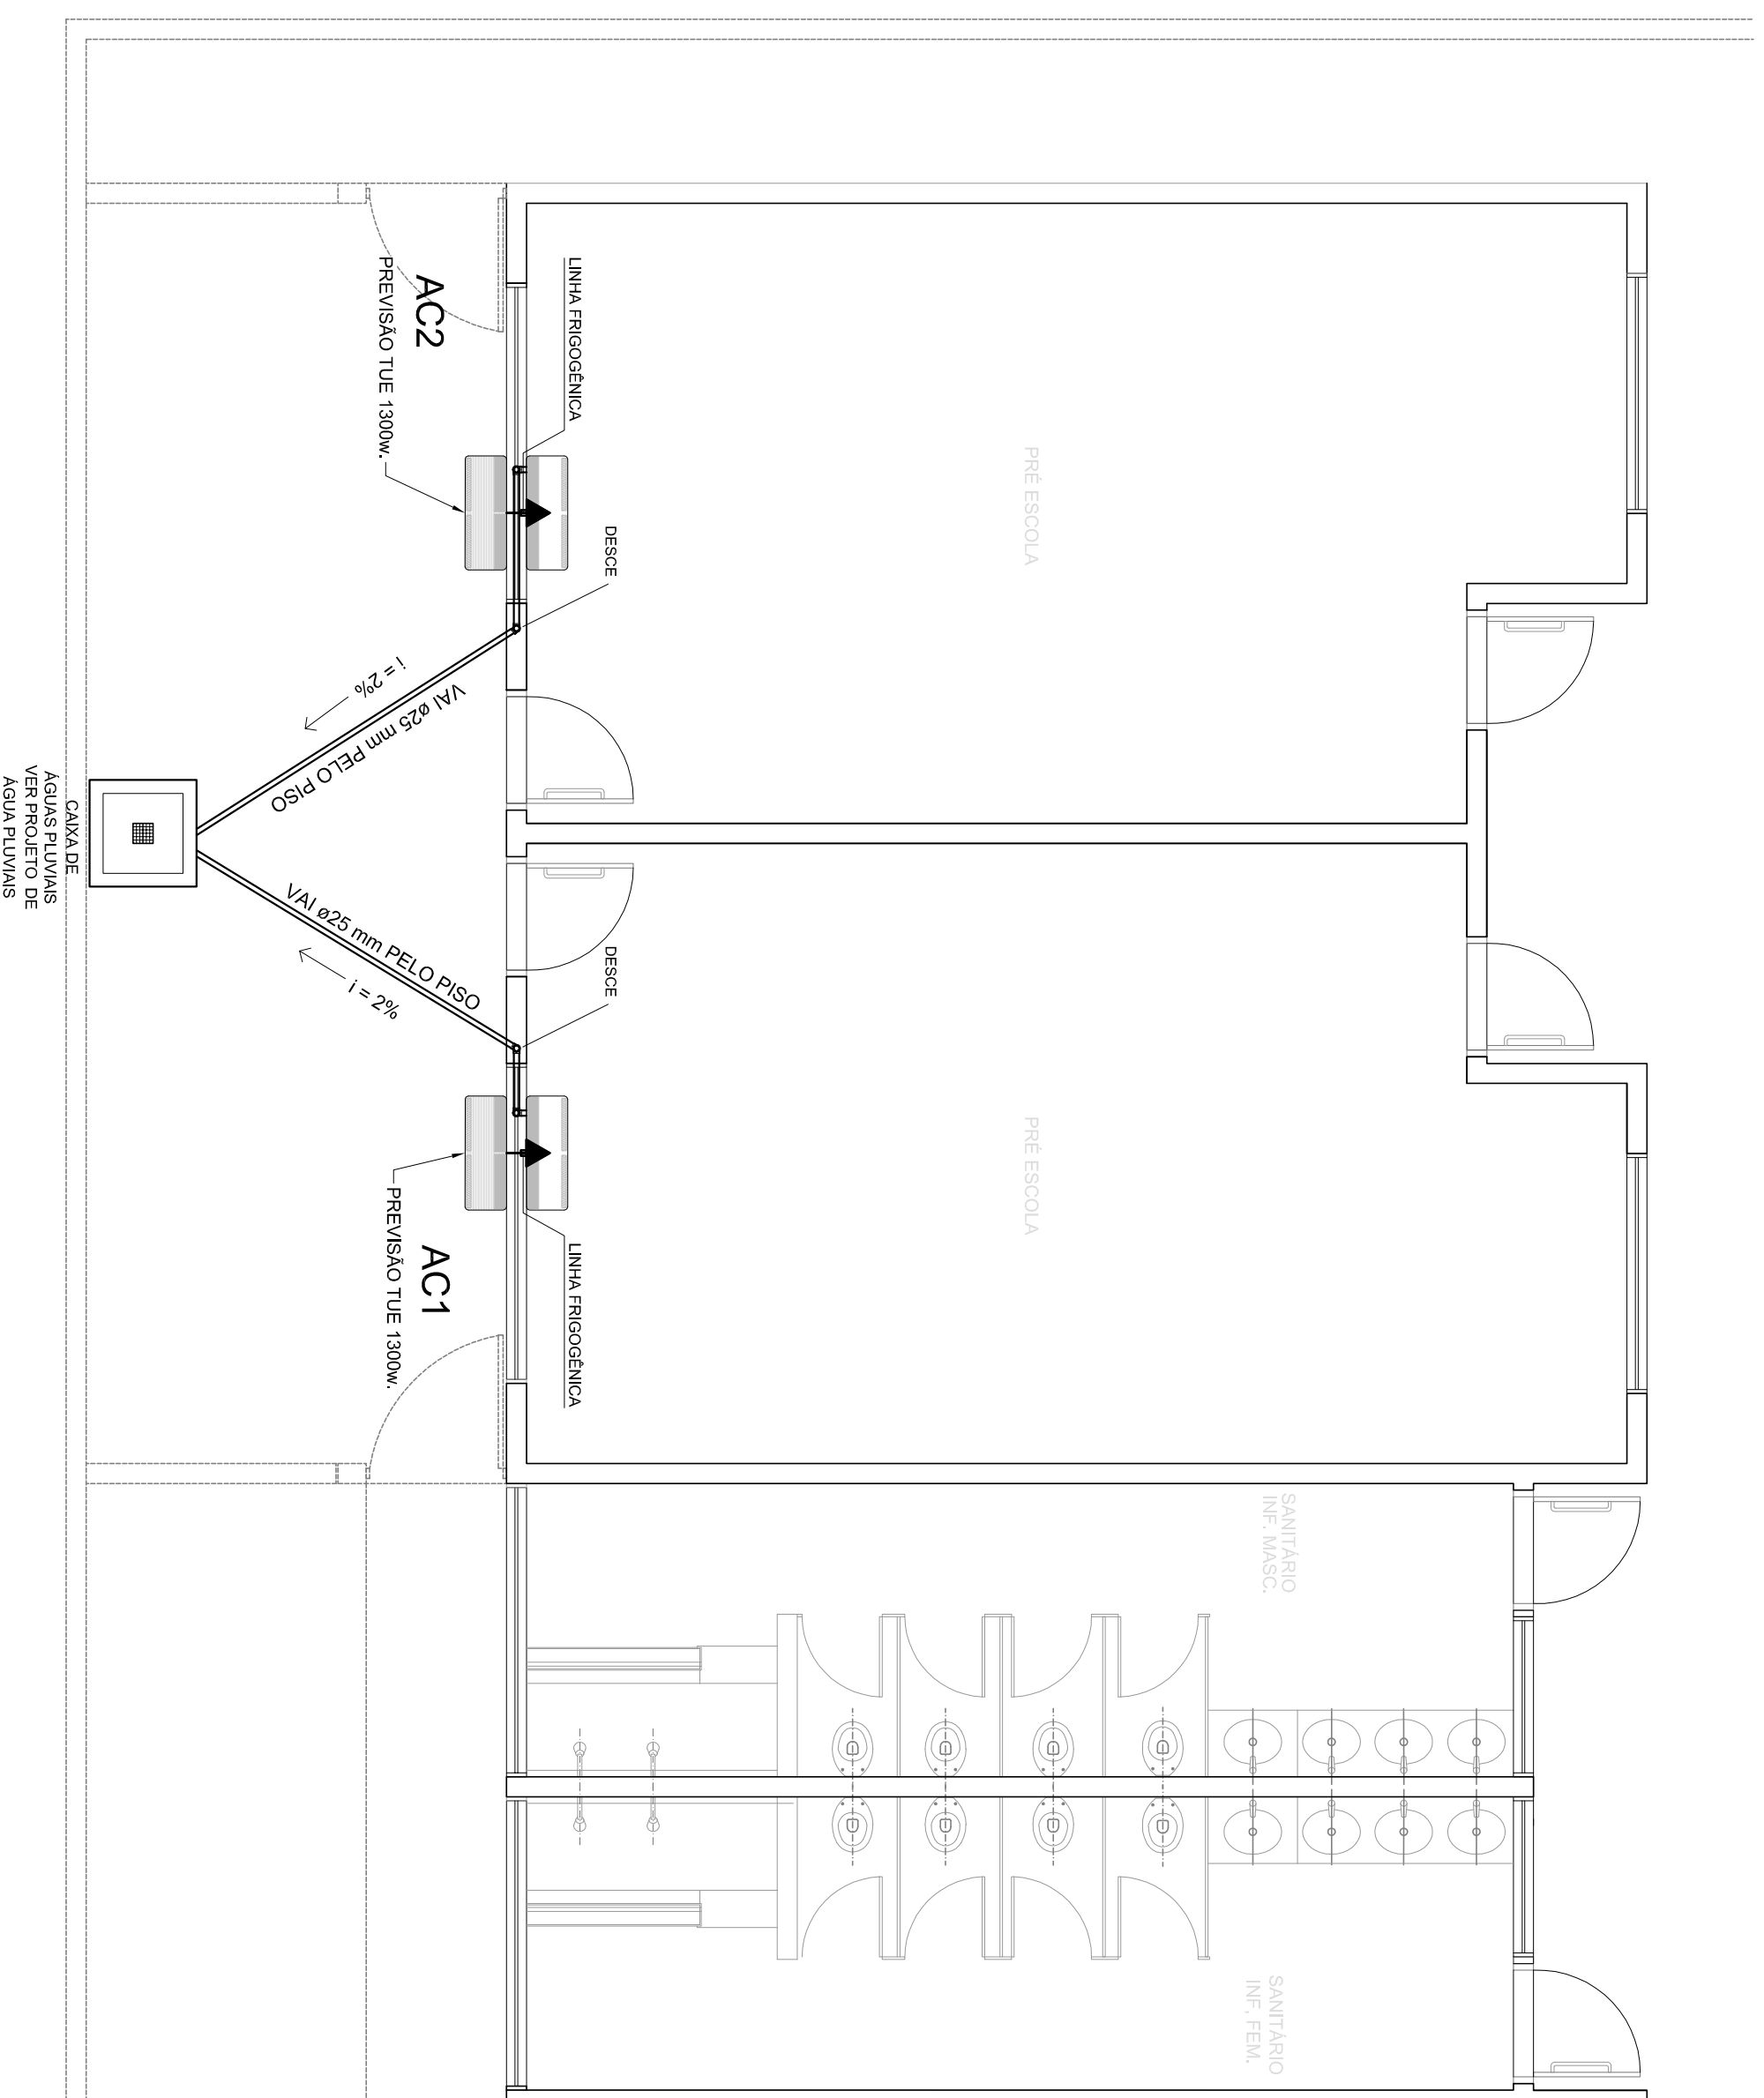 LINHA FRIGOGÊNICA
AC2
PREVISÃO TUE 1300w.
PRÉ ESCOLA
DESCE
i = 2%
VAI ø25 mm PELO PISO
CAIXA DE
ÁGUAS PLUVIAIS
VER PROJETO DE
ÁGUA PLUVIAIS
VAI ø25 mm PELO PISO
i = 2%
DESCE
PRÉ ESCOLA
LINHA FRIGOGÊNICA
AC1
PREVISÃO TUE 1300w.
SANITÁRIO
INF. MASC.
SANITÁRIO
INF, FEM.